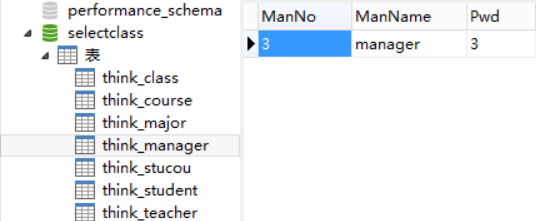 performance_schema
selectclass
表
think_class
think_course
think_major
think_manager
think_stucou
think_student
think_teacher
ManNo ManName Pwd
3 manager 3